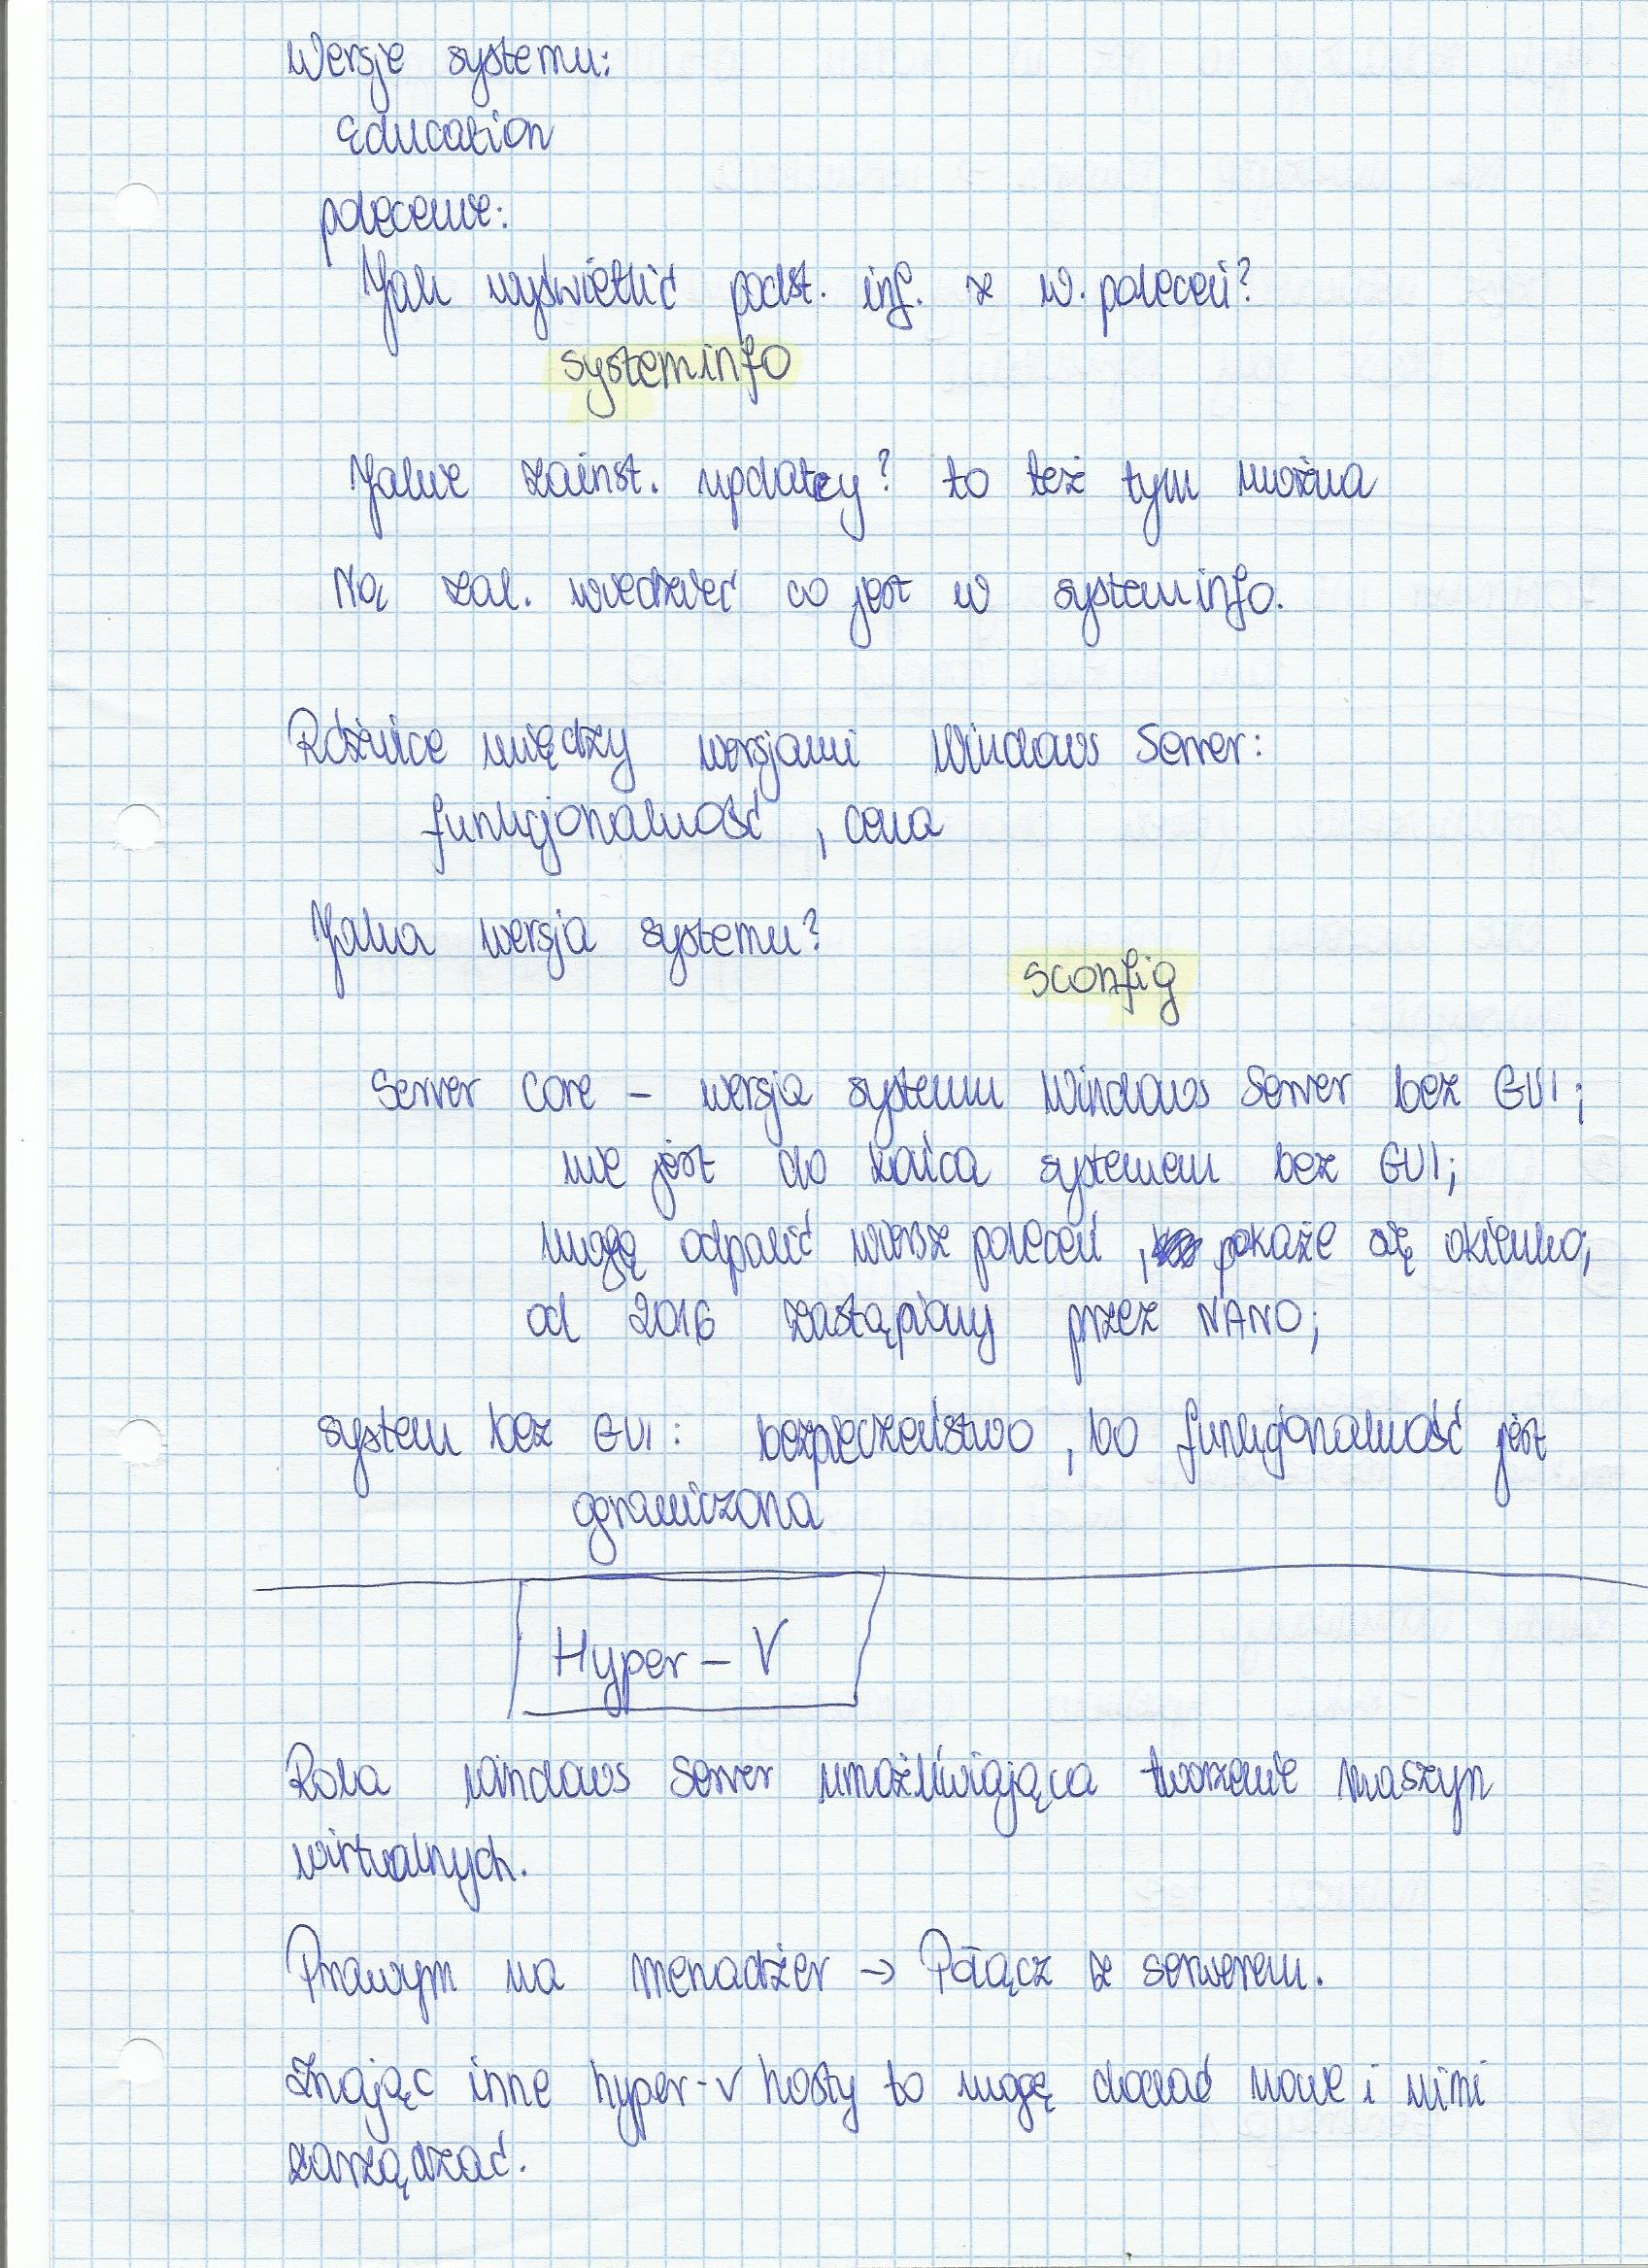 Wersje systemu:
Education
polecenie:
Jak wyświetlić podst. inf. z w. poleceń?
systeminfo
Jakie zainst. updatey? to też tym można
Na zal. wiedzieć co jest w systeminfo.
Różnice między wersjami Windows Server:
funkcjonalność, cena
Jaka wersja systemu?
sconfig
Server Core – wersja systemu Windows Server bez GUI;
nie jest do końca systemem bez GUI;
mogę odpalić wiersz poleceń, pokaże się okienko;
od 2016 zastąpiony przez NANO;
system bez GUI: bezpieczeństwo, bo funkcjonalność jest
ograniczona
Hyper-V
Rola Windows Server umożliwiająca tworzenie maszyn
wirtualnych.
Prawym na menadżer → Połącz z serwerem.
Znając inne hyper-v hosty to mogę dodać nowe i nimi
zarządzać.